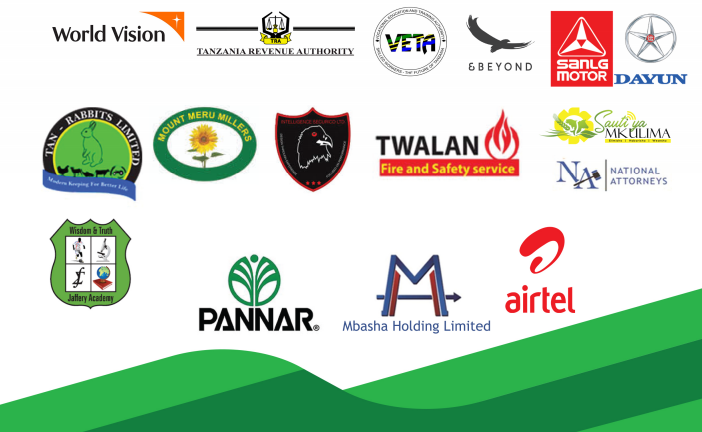 World Vision
TRA
TANZANIA REVENUE AUTHORITY
VETA
&BEYOND
SANLG
MOTOR
DAYUN
TAN - RABBITS LIMITED
Modern Keeping For Better Life
MOUNT MERU MILLERS
TWALAN
Fire and Safety service
Sauti ya
MKULIMA
NA
NATIONAL
ATTORNEYS
Wisdom & Truth
Jaffery Academy
PANNAR®
M
Mbasha Holding Limited
airtel